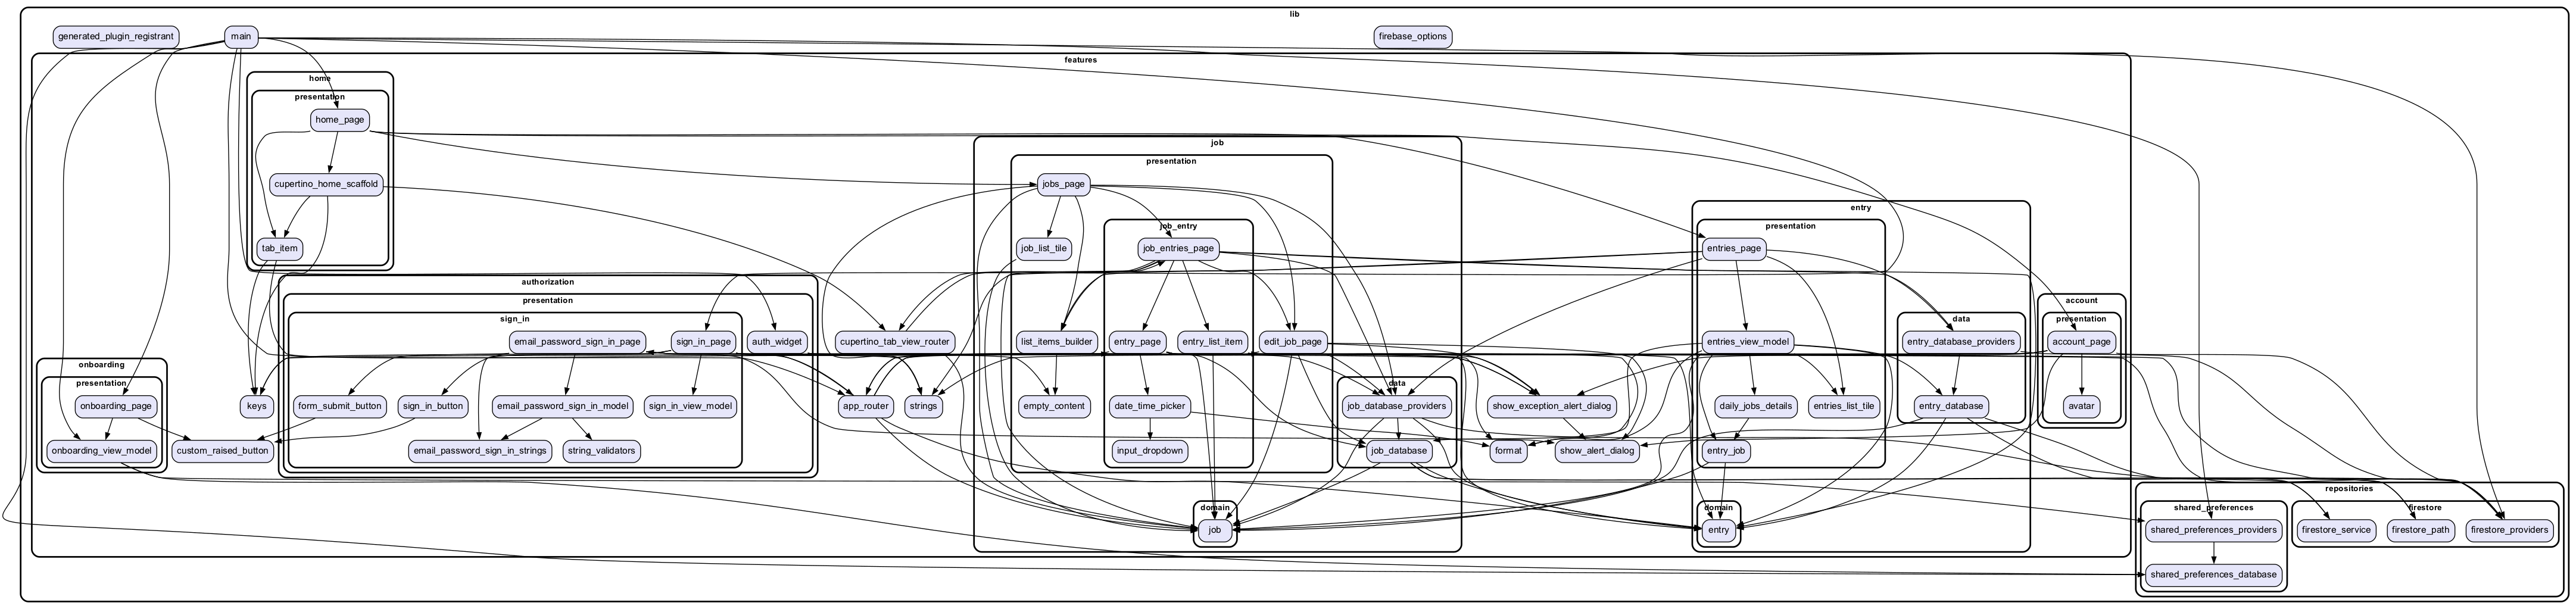 lib
generated_plugin_registrant
main
firebase_options
features
home
presentation
home_page
cupertino_home_scaffold
tab_item
job
presentation
jobs_page
job_list_tile
job_entry
job_entries_page
list_items_builder
entry_page
entry_list_item
edit_job_page
empty_content
date_time_picker
input_dropdown
data
job_database_providers
job_database
domain
job
entry
presentation
entries_page
entries_view_model
daily_jobs_details
entries_list_tile
entry_job
data
entry_database_providers
entry_database
domain
entry
account
presentation
account_page
avatar
authorization
presentation
sign_in
email_password_sign_in_page
sign_in_page
auth_widget
form_submit_button
sign_in_button
email_password_sign_in_model
sign_in_view_model
email_password_sign_in_strings
string_validators
onboarding
presentation
onboarding_page
onboarding_view_model
keys
custom_raised_button
cupertino_tab_view_router
app_router
strings
show_exception_alert_dialog
format
show_alert_dialog
repositories
shared_preferences
shared_preferences_providers
shared_preferences_database
firestore
firestore_service
firestore_path
firestore_providers